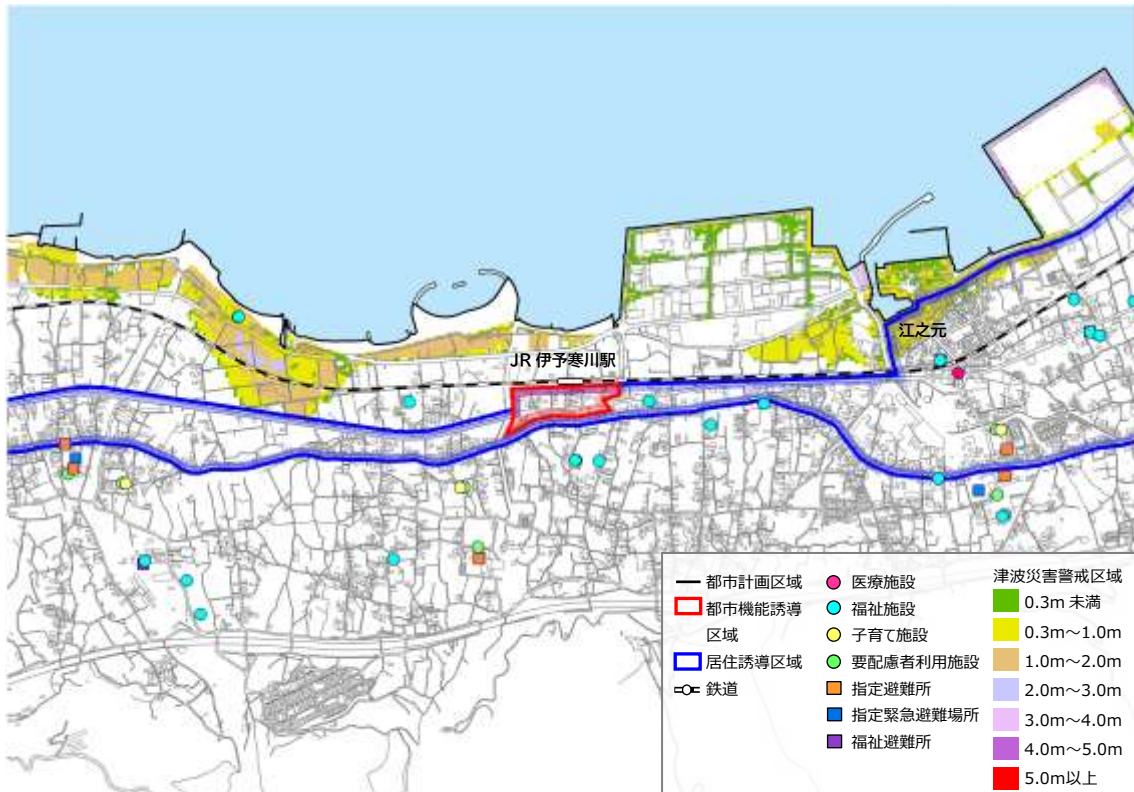 江之元
JR 伊予寒川駅
都市計画区域
都市機能誘導
区域
居住誘導区域
鉄道
医療施設
福祉施設
子育て施設
要配慮者利用施設
指定避難所
指定緊急避難場所
福祉避難所
津波災害警戒区域
0.3m 未満
0.3m～1.0m
1.0m～2.0m
2.0m～3.0m
3.0m～4.0m
4.0m～5.0m
5.0m以上